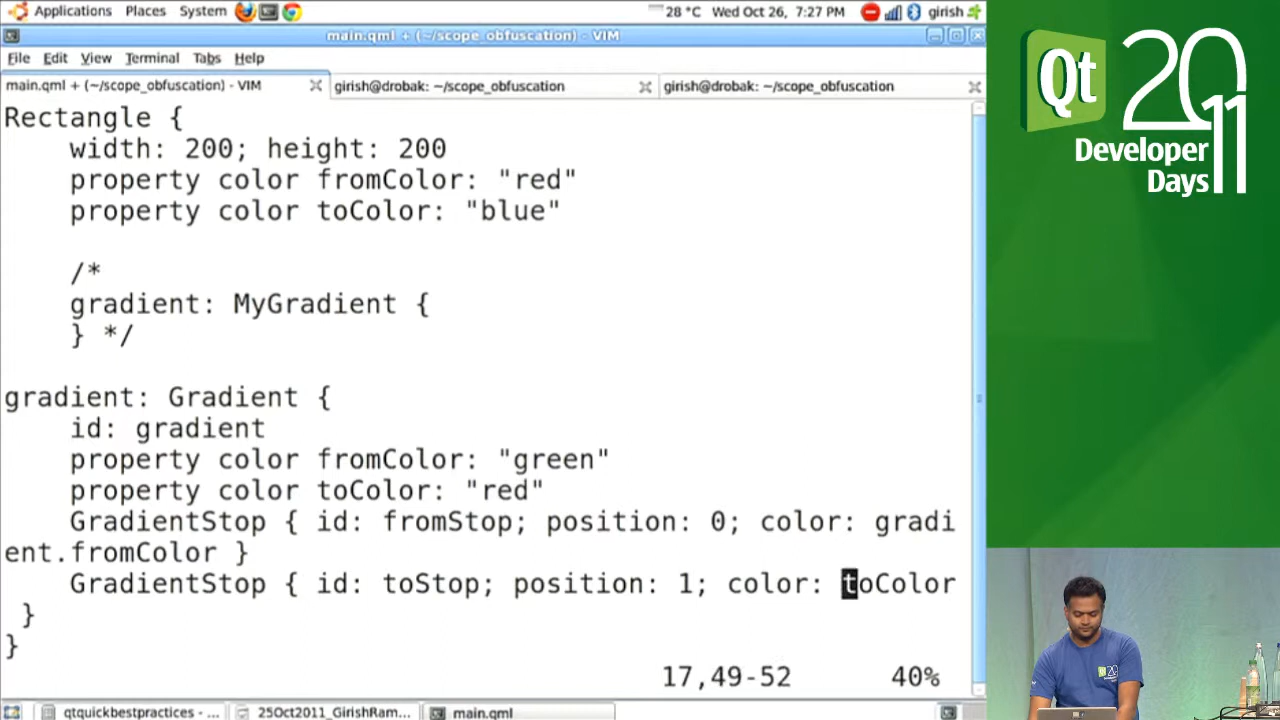 Applications Places System
28 °C Wed Oct 26, 7:27 PM girish
main.qml + (~/scope_obfuscation) - VIM
File Edit View Terminal Tabs Help
main.qml + (~/scope_obfuscation) - VIM
girish@drobak: ~/scope_obfuscation
girish@drobak: ~/scope_obfuscation
Rectangle {
width: 200; height: 200
property color fromColor: "red"
property color toColor: "blue"
/*
gradient: MyGradient {
} */
gradient: Gradient {
id: gradient
property color fromColor: "green"
property color toColor: "red"
GradientStop { id: fromStop; position: 0; color: gradi
ent.fromColor }
GradientStop { id: toStop; position: 1; color: toColor
}
}
17,49-52 40%
qtquickbestpractices - ...
25Oct2011_GirishRam...
main.qml
Qt 2011
Developer
Days